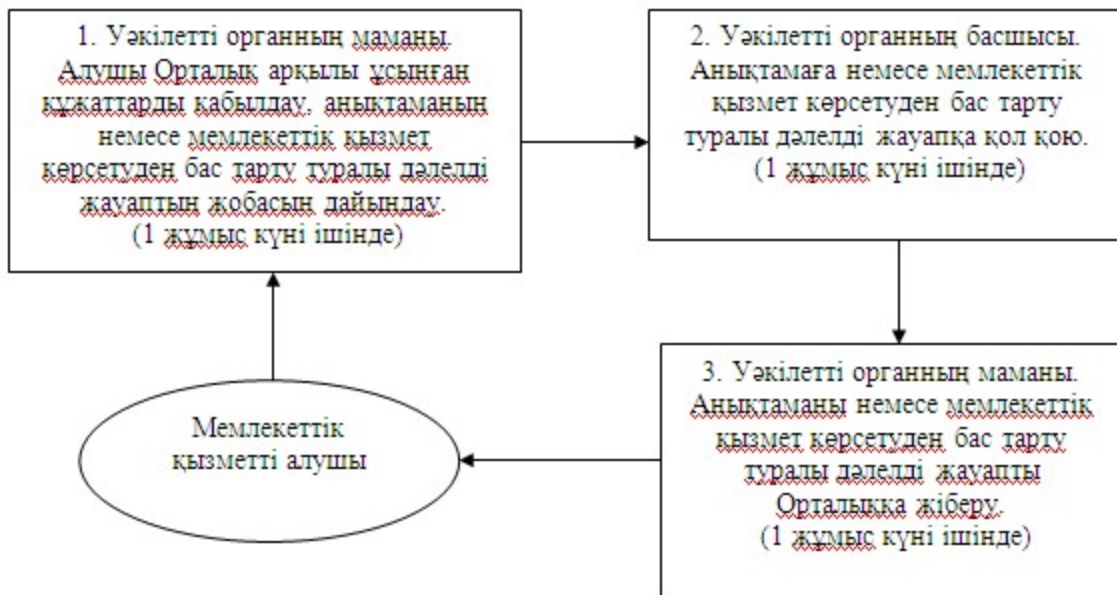 1. Уәкілетті органның маманы.
Алушы Орталық арқылы ұсынған
құжаттарды қабылдау, анықтаманың
немесе мемлекеттік қызмет
көрсетуден бас тарту туралы дәлелді
жауаптың жобасын дайындау.
(1 жұмыс күні ішінде)
2. Уәкілетті органның басшысы.
Анықтамаға немесе мемлекеттік
қызмет көрсетуден бас тарту
туралы дәлелді жауапқа қол қою.
(1 жұмыс күні ішінде)
3. Уәкілетті органның маманы.
Анықтаманы немесе мемлекеттік
қызмет көрсетуден бас тарту
туралы дәлелді жауапты
Орталыққа жіберу.
(1 жұмыс күні ішінде)
Мемлекеттік
қызметті алушы